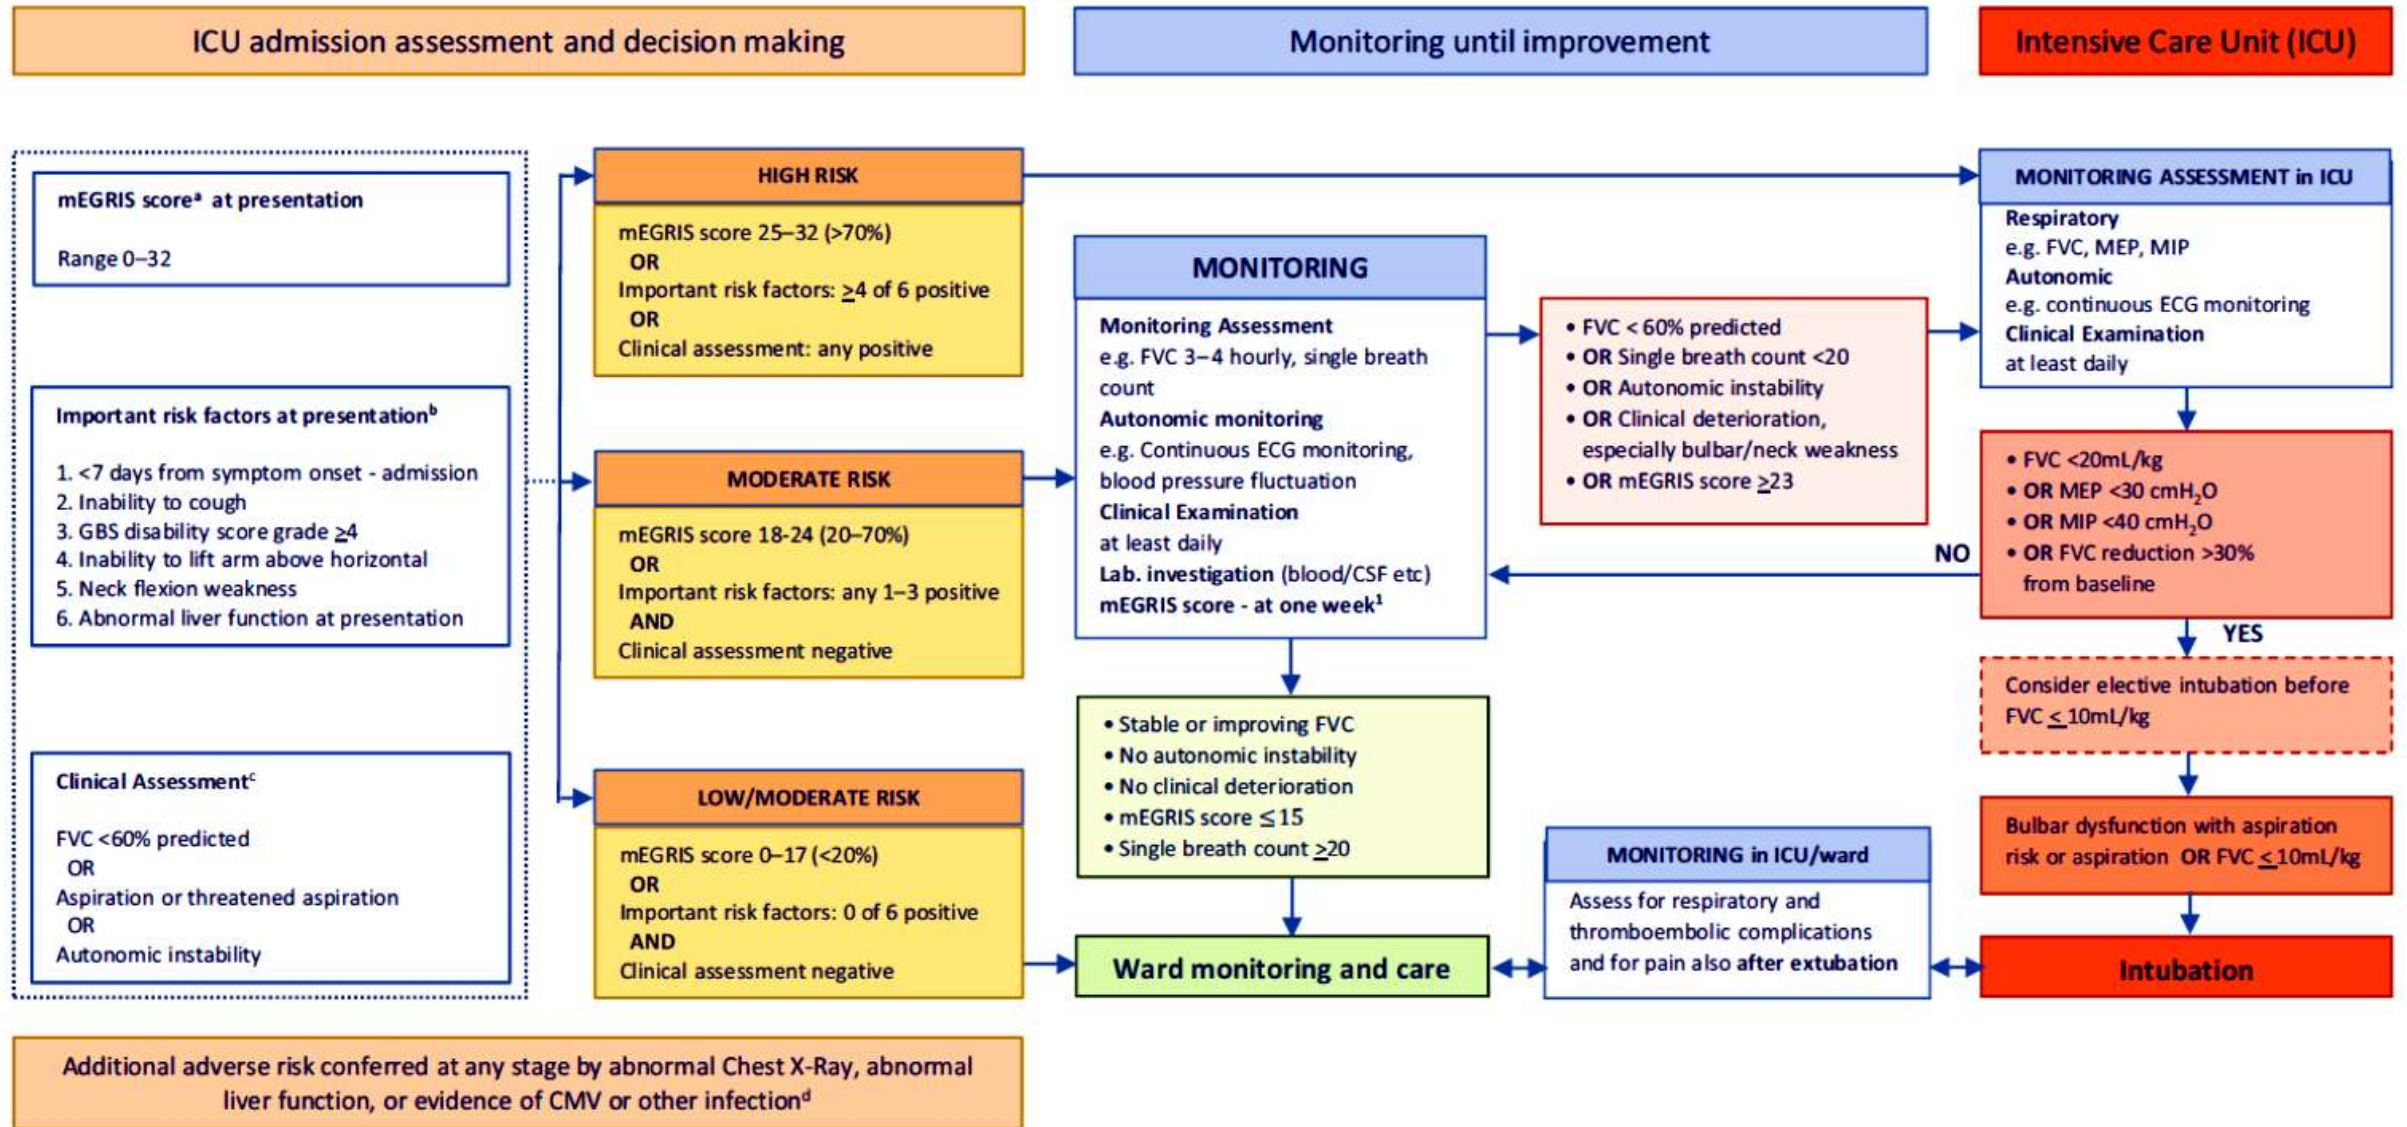 ICU admission assessment and decision making
Monitoring until improvement
Intensive Care Unit (ICU)
mEGRIS scoreᵃ at presentation
Range 0–32
Important risk factors at presentationᵇ
1. <7 days from symptom onset - admission
2. Inability to cough
3. GBS disability score grade ≥4
4. Inability to lift arm above horizontal
5. Neck flexion weakness
6. Abnormal liver function at presentation
Clinical Assessmentᶜ
FVC <60% predicted
OR
Aspiration or threatened aspiration
OR
Autonomic instability
HIGH RISK
mEGRIS score 25–32 (>70%)
OR
Important risk factors: ≥4 of 6 positive
OR
Clinical assessment: any positive
MODERATE RISK
mEGRIS score 18-24 (20–70%)
OR
Important risk factors: any 1–3 positive
AND
Clinical assessment negative
LOW/MODERATE RISK
mEGRIS score 0–17 (<20%)
OR
Important risk factors: 0 of 6 positive
AND
Clinical assessment negative
Additional adverse risk conferred at any stage by abnormal Chest X-Ray, abnormal
liver function, or evidence of CMV or other infectionᵈ
MONITORING
Monitoring Assessment
e.g. FVC 3–4 hourly, single breath
count
Autonomic monitoring
e.g. Continuous ECG monitoring,
blood pressure fluctuation
Clinical Examination
at least daily
Lab. investigation (blood/CSF etc)
mEGRIS score - at one week¹
• Stable or improving FVC
• No autonomic instability
• No clinical deterioration
• mEGRIS score ≤ 15
• Single breath count ≥20
Ward monitoring and care
• FVC < 60% predicted
• OR Single breath count <20
• OR Autonomic instability
• OR Clinical deterioration,
especially bulbar/neck weakness
• OR mEGRIS score ≥23
MONITORING in ICU/ward
Assess for respiratory and
thromboembolic complications
and for pain also after extubation
MONITORING ASSESSMENT in ICU
Respiratory
e.g. FVC, MEP, MIP
Autonomic
e.g. continuous ECG monitoring
Clinical Examination
at least daily
• FVC <20mL/kg
• OR MEP <30 cmH₂O
• OR MIP <40 cmH₂O
• OR FVC reduction >30%
from baseline
NO
YES
Consider elective intubation before
FVC ≤ 10mL/kg
Bulbar dysfunction with aspiration
risk or aspiration OR FVC ≤ 10mL/kg
Intubation